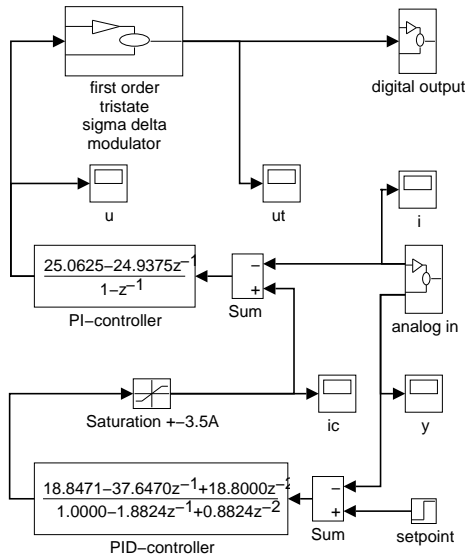 first order
tristate
sigma delta
modulator
digital output
u
ut
i
25.0625−24.9375z−1
1−z−1
PI−controller
−
+
Sum
analog in
Saturation +−3.5A
ic
y
18.8471−37.6470z−1+18.8000z−2
1.0000−1.8824z−1+0.8824z−2
PID−controller
−
+
Sum
setpoint